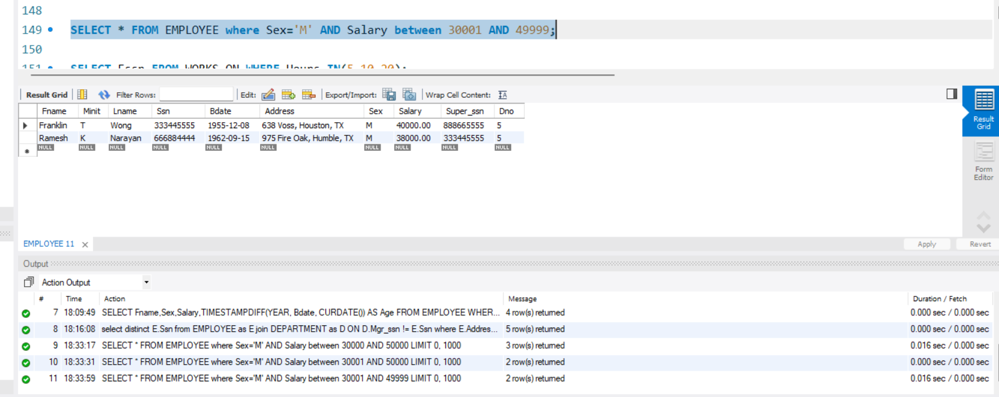 148
149 SELECT * FROM EMPLOYEE where Sex='M' AND Salary between 30001 AND 49999;
150
151 SELECT Essn FROM WORKS_ON WHERE Hours IN(5,10,20);
Result Grid Filter Rows: Edit: Export/Import: Wrap Cell Content: IA
Fname Minit Lname Ssn Bdate Address Sex Salary Super_ssn Dno
Franklin T Wong 333445555 1955-12-08 638 Voss, Houston, TX M 40000.00 888665555 5
Ramesh K Narayan 666884444 1962-09-15 975 Fire Oak, Humble, TX M 38000.00 333445555 5
NULL NULL NULL NULL NULL NULL NULL NULL NULL NULL
Result
Grid
Form
Editor
EMPLOYEE 11 Apply Revert
Output
Action Output
# Time Action Message Duration / Fetch
7 18:09:49 SELECT Fname,Sex,Salary,TIMESTAMPDIFF(YEAR, Bdate, CURDATE()) AS Age FROM EMPLOYEE WHER... 4 row(s) returned 0.000 sec / 0.000 sec
8 18:16:08 select distinct E.Ssn from EMPLOYEE as E join DEPARTMENT as D ON D.Mgr_ssn != E.Ssn where E.Addres... 5 row(s) returned 0.000 sec / 0.000 sec
9 18:33:17 SELECT * FROM EMPLOYEE where Sex='M' AND Salary between 30000 AND 50000 LIMIT 0, 1000 3 row(s) returned 0.016 sec / 0.000 sec
10 18:33:31 SELECT * FROM EMPLOYEE where Sex='M' AND Salary between 30001 AND 50000 LIMIT 0, 1000 2 row(s) returned 0.000 sec / 0.000 sec
11 18:33:59 SELECT * FROM EMPLOYEE where Sex='M' AND Salary between 30001 AND 49999 LIMIT 0, 1000 2 row(s) returned 0.016 sec / 0.000 sec